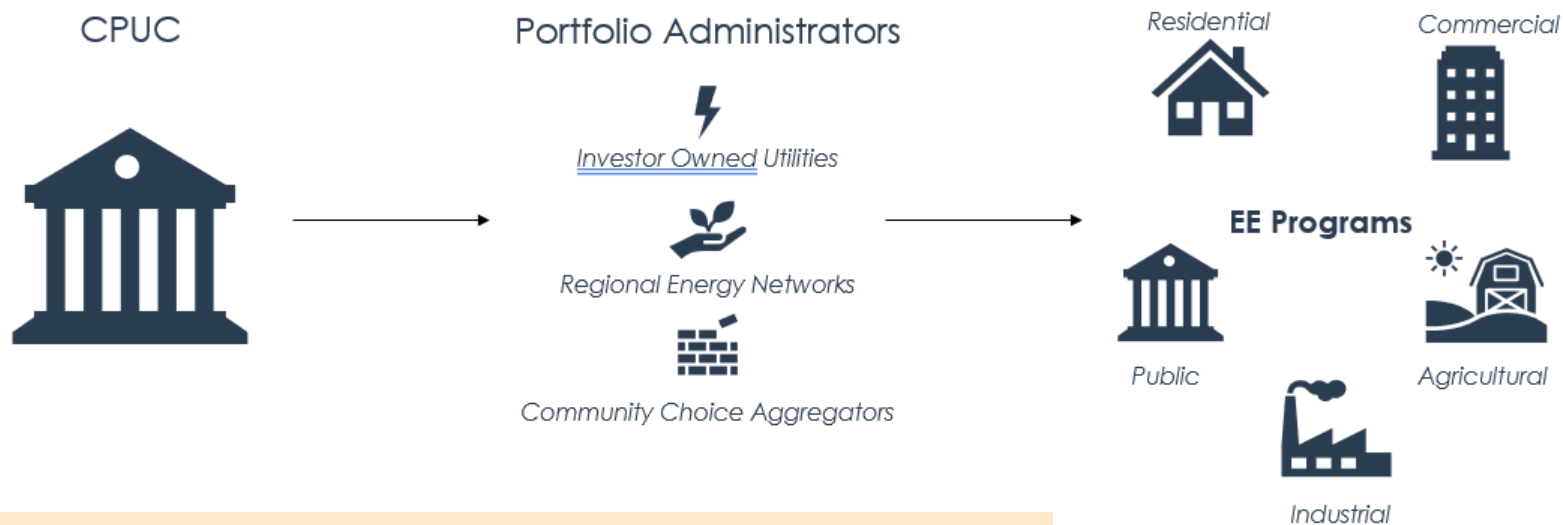 CPUC
Portfolio Administrators
Investor Owned Utilities
Regional Energy Networks
Community Choice Aggregators
Residential
Commercial
EE Programs
Public
Agricultural
Industrial